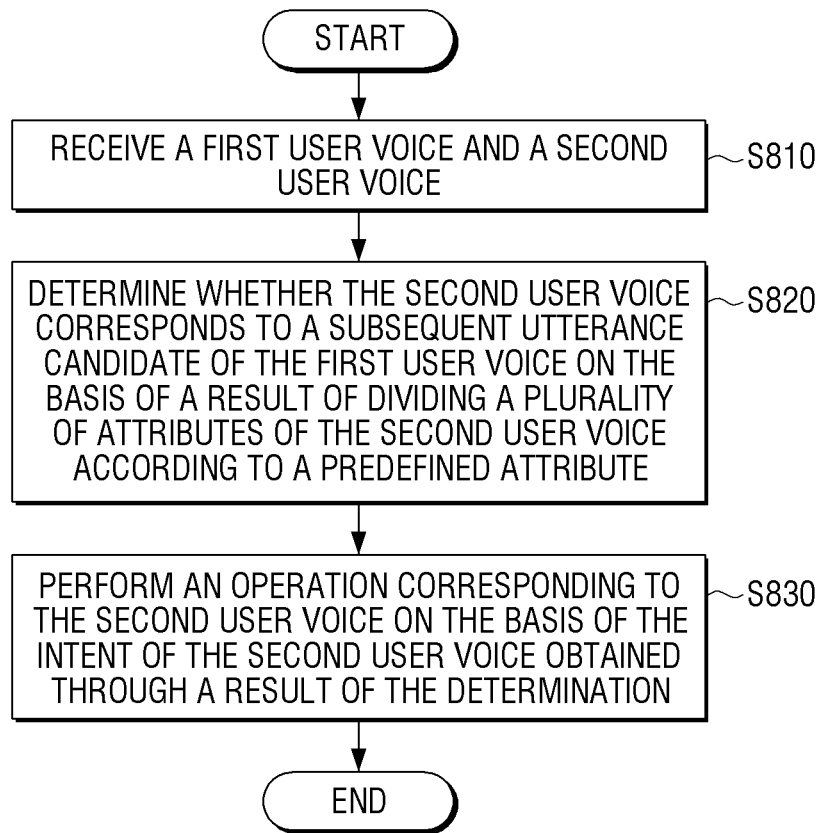 START
RECEIVE A FIRST USER VOICE AND A SECOND
USER VOICE
S810
DETERMINE WHETHER THE SECOND USER VOICE
CORRESPONDS TO A SUBSEQUENT UTTERANCE
CANDIDATE OF THE FIRST USER VOICE ON THE
BASIS OF A RESULT OF DIVIDING A PLURALITY
OF ATTRIBUTES OF THE SECOND USER VOICE
ACCORDING TO A PREDEFINED ATTRIBUTE
S820
PERFORM AN OPERATION CORRESPONDING TO
THE SECOND USER VOICE ON THE BASIS OF THE
INTENT OF THE SECOND USER VOICE OBTAINED
THROUGH A RESULT OF THE DETERMINATION
S830
END